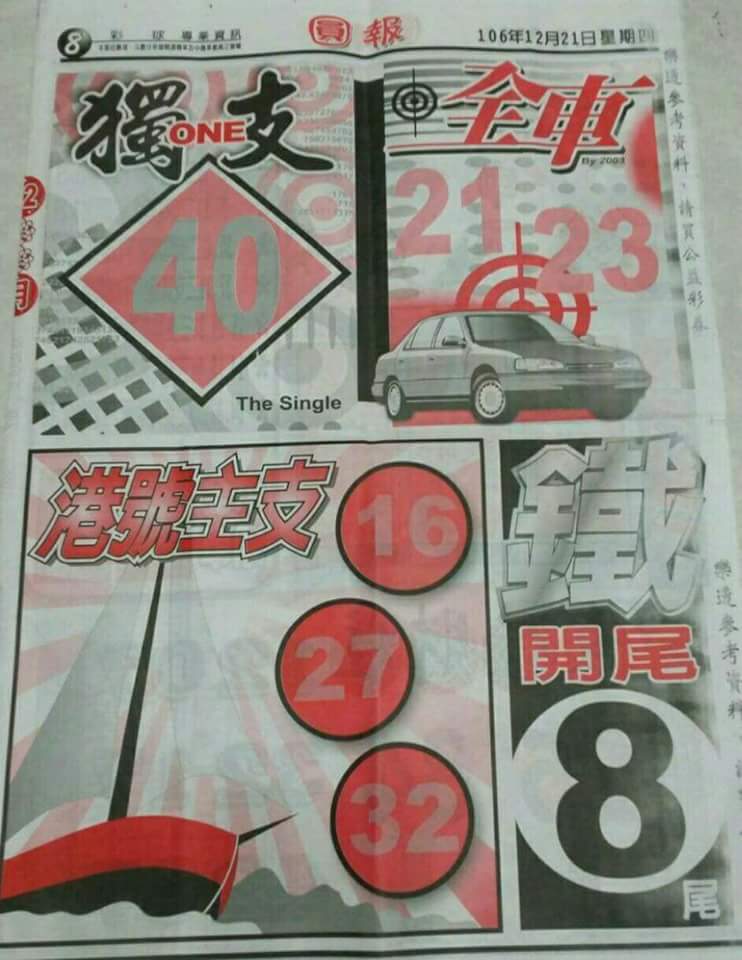 8 彩球 專業資訊
員報
106年12月21日星期四
獨ONE支
40
The Single
全車
By 2003
21
23
樂透參考資料、請買公益彩券
2
月
港號主支
16
27
32
鐵
開尾
8
尾
樂透參考資料、